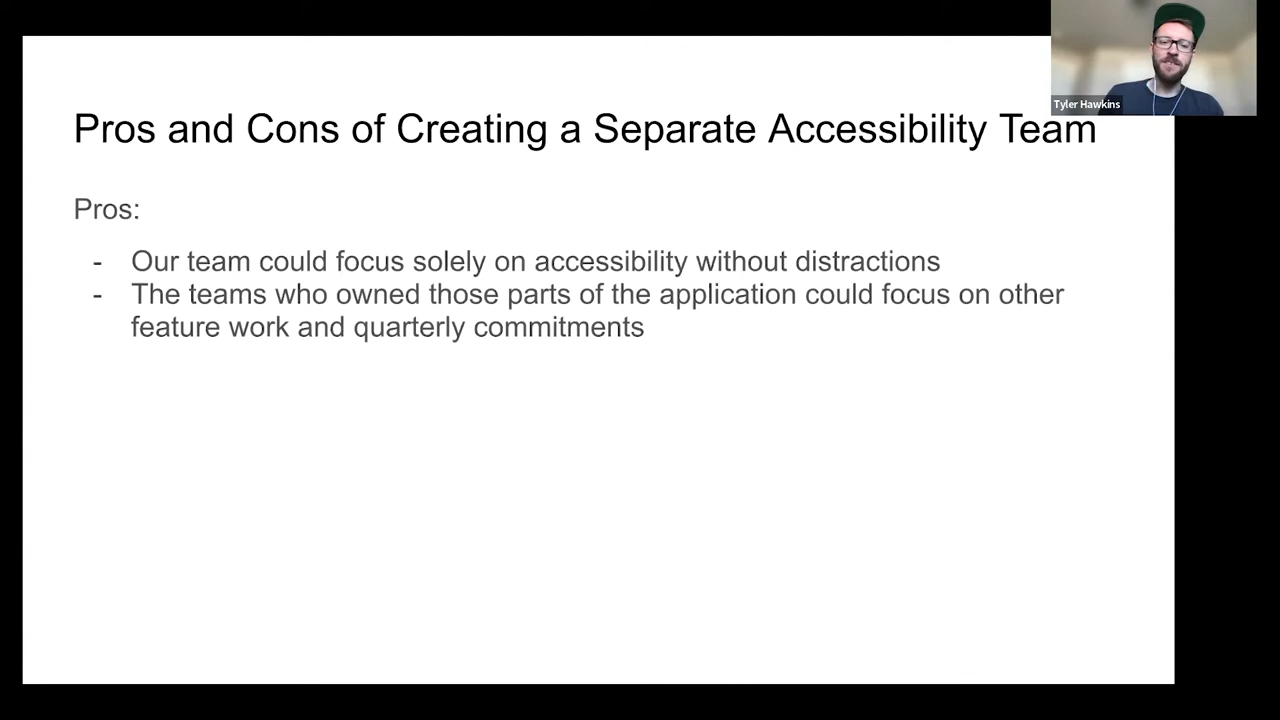 Tyler Hawkins
Pros and Cons of Creating a Separate Accessibility Team
Pros:
- Our team could focus solely on accessibility without distractions
- The teams who owned those parts of the application could focus on other
feature work and quarterly commitments